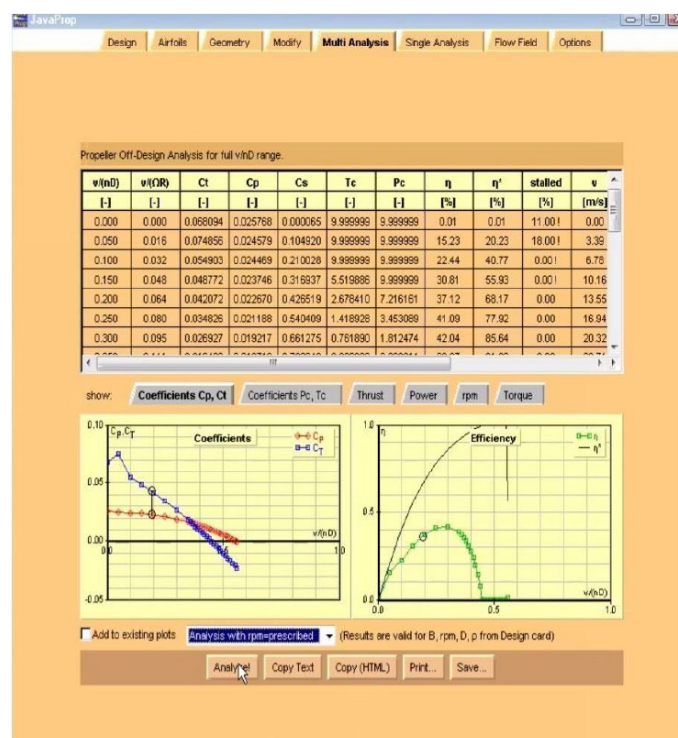 JavaProp
Design Airfoils Geometry Modify Multi Analysis Single Analysis Flow Field Options
Propeller Off-Design Analysis for full v/nD range.
v/(nD) v/(ΩR) Ct Cp Cs Tc Pc η η* stalled v
[-] [-] [-] [-] [-] [-] [-] [%] [%] [%] [m/s]
0.000 0.000 0.068094 0.025768 0.000065 9.999999 9.999999 0.01 0.01 11.00 ! 0.00
0.050 0.016 0.074856 0.024579 0.104920 9.999999 9.999999 15.23 20.23 18.00 ! 3.39
0.100 0.032 0.054903 0.024469 0.210028 9.999999 9.999999 22.44 40.77 0.00 ! 6.78
0.150 0.048 0.048772 0.023746 0.316937 5.519886 9.999999 30.81 55.93 0.00 ! 10.16
0.200 0.064 0.042072 0.022670 0.426519 2.678410 7.216161 37.12 68.17 0.00 13.55
0.250 0.080 0.034826 0.021188 0.540409 1.418928 3.453089 41.09 77.92 0.00 16.94
0.300 0.095 0.026927 0.019217 0.661275 0.761890 1.812474 42.04 85.64 0.00 20.32
show: Coefficients Cp, Ct Coefficients Pc, Tc Thrust Power rpm Torque
0.10 CP,CT Coefficients CP
CT
0.05
0.00
0.0 1.0
v/(nD)
-0.05
1.0 η Efficiency η
η*
0.5
0.0
0.0 0.5 1.0
v/(nD)
Add to existing plots Analysis with rpm=prescribed (Results are valid for B, rpm, D, ρ from Design card)
Analyze! Copy Text Copy (HTML) Print... Save...